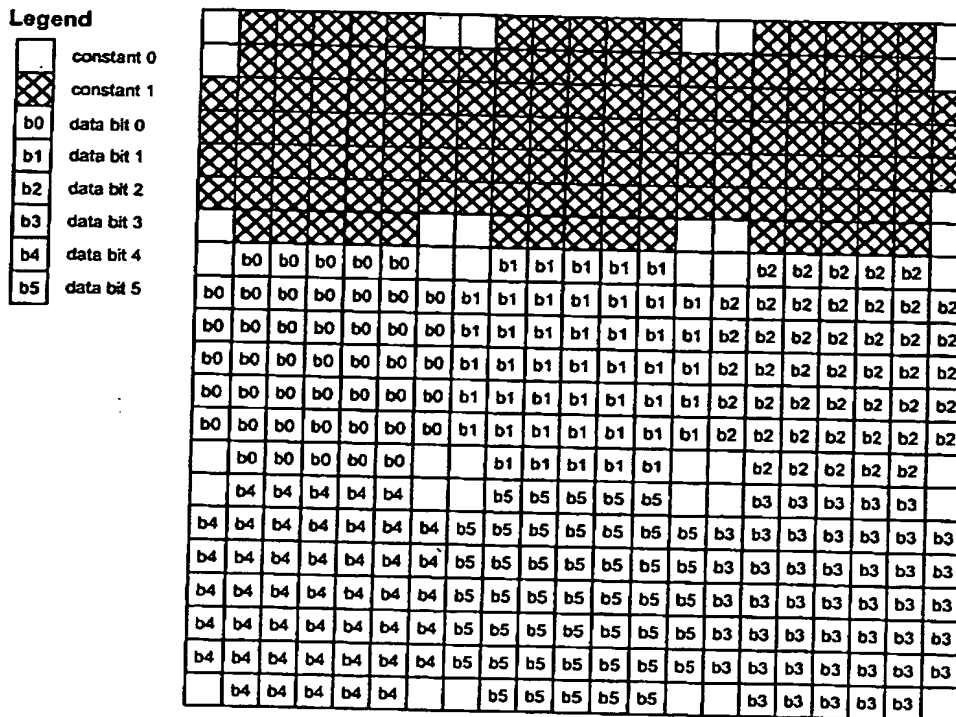 Legend
constant 0
constant 1
b0 data bit 0
b1 data bit 1
b2 data bit 2
b3 data bit 3
b4 data bit 4
b5 data bit 5
b0 b0 b0 b0 b0 b1 b1 b1 b1 b1 b2 b2 b2 b2 b2
b0 b0 b0 b0 b0 b0 b0 b1 b1 b1 b1 b1 b1 b1 b2 b2 b2 b2 b2 b2 b2
b0 b0 b0 b0 b0 b0 b0 b1 b1 b1 b1 b1 b1 b1 b2 b2 b2 b2 b2 b2 b2
b0 b0 b0 b0 b0 b0 b0 b1 b1 b1 b1 b1 b1 b1 b2 b2 b2 b2 b2 b2 b2
b0 b0 b0 b0 b0 b0 b0 b1 b1 b1 b1 b1 b1 b1 b2 b2 b2 b2 b2 b2 b2
b0 b0 b0 b0 b0 b0 b0 b1 b1 b1 b1 b1 b1 b1 b2 b2 b2 b2 b2 b2 b2
b0 b0 b0 b0 b0 b1 b1 b1 b1 b1 b2 b2 b2 b2 b2
b4 b4 b4 b4 b4 b5 b5 b5 b5 b5 b3 b3 b3 b3 b3
b4 b4 b4 b4 b4 b4 b4 b5 b5 b5 b5 b5 b5 b5 b3 b3 b3 b3 b3 b3 b3
b4 b4 b4 b4 b4 b4 b4 b5 b5 b5 b5 b5 b5 b5 b3 b3 b3 b3 b3 b3 b3
b4 b4 b4 b4 b4 b4 b4 b5 b5 b5 b5 b5 b5 b5 b3 b3 b3 b3 b3 b3 b3
b4 b4 b4 b4 b4 b4 b4 b5 b5 b5 b5 b5 b5 b5 b3 b3 b3 b3 b3 b3 b3
b4 b4 b4 b4 b4 b4 b4 b5 b5 b5 b5 b5 b5 b5 b3 b3 b3 b3 b3 b3 b3
b4 b4 b4 b4 b4 b5 b5 b5 b5 b5 b3 b3 b3 b3 b3